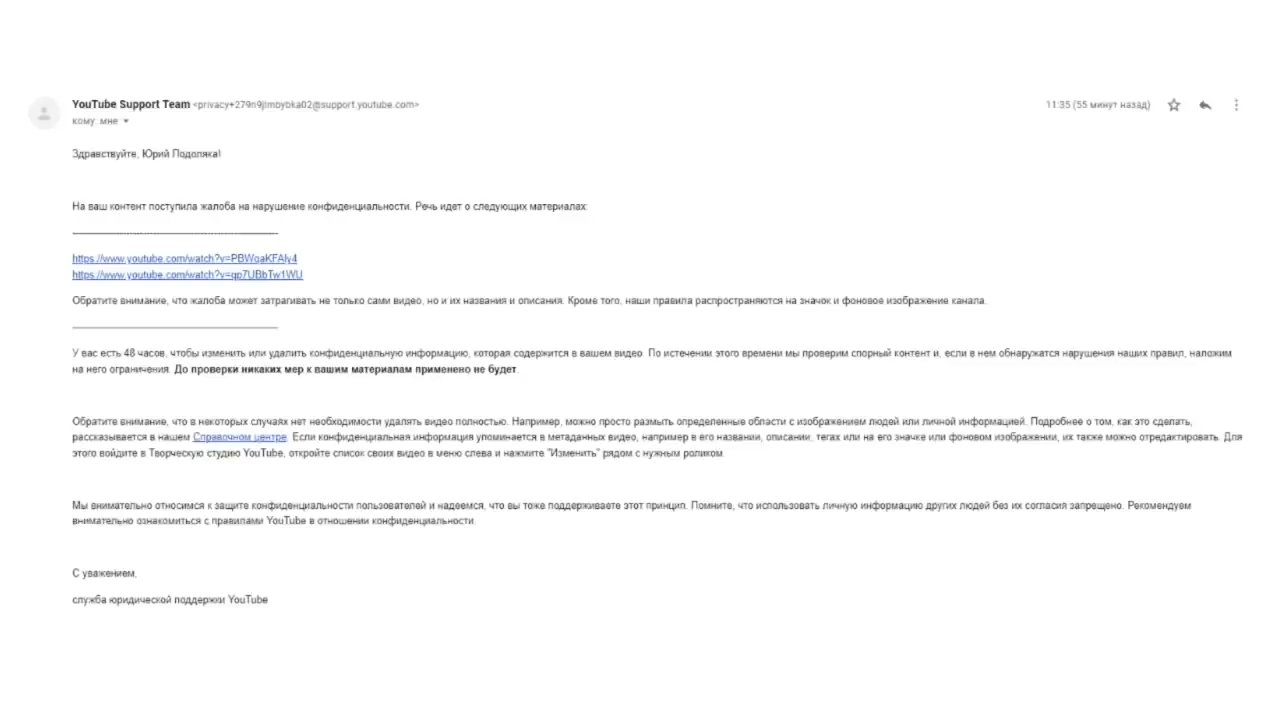 YouTube Support Team <privacy+279n9jlmbybka02@support.youtube.com>
11:35 (55 минут назад)
кому: мне
Здравствуйте, Юрий Подоляка!
На ваш контент поступила жалоба на нарушение конфиденциальности. Речь идет о следующих материалах:
------------------------------------------------------------
https://www.youtube.com/watch?v=PBWqaKFAly4
https://www.youtube.com/watch?v=qp7UBbTw1WU
Обратите внимание, что жалоба может затрагивать не только сами видео, но и их названия и описания. Кроме того, наши правила распространяются на значок и фоновое изображение канала.
------------------------------------------------------------
У вас есть 48 часов, чтобы изменить или удалить конфиденциальную информацию, которая содержится в вашем видео. По истечении этого времени мы проверим спорный контент и, если в нем обнаружатся нарушения наших правил, наложим
на него ограничения. До проверки никаких мер к вашим материалам применено не будет.
Обратите внимание, что в некоторых случаях нет необходимости удалять видео полностью. Например, можно просто размыть определенные области с изображением людей или личной информацией. Подробнее о том, как это сделать,
рассказывается в нашем Справочном центре. Если конфиденциальная информация упоминается в метаданных видео, например в его названии, описании, тегах или на его значке или фоновом изображении, их также можно отредактировать. Для
этого войдите в Творческую студию YouTube, откройте список своих видео в меню слева и нажмите "Изменить" рядом с нужным роликом.
Мы внимательно относимся к защите конфиденциальности пользователей и надеемся, что вы тоже поддерживаете этот принцип. Помните, что использовать личную информацию других людей без их согласия запрещено. Рекомендуем
внимательно ознакомиться с правилами YouTube в отношении конфиденциальности.
С уважением,
служба юридической поддержки YouTube